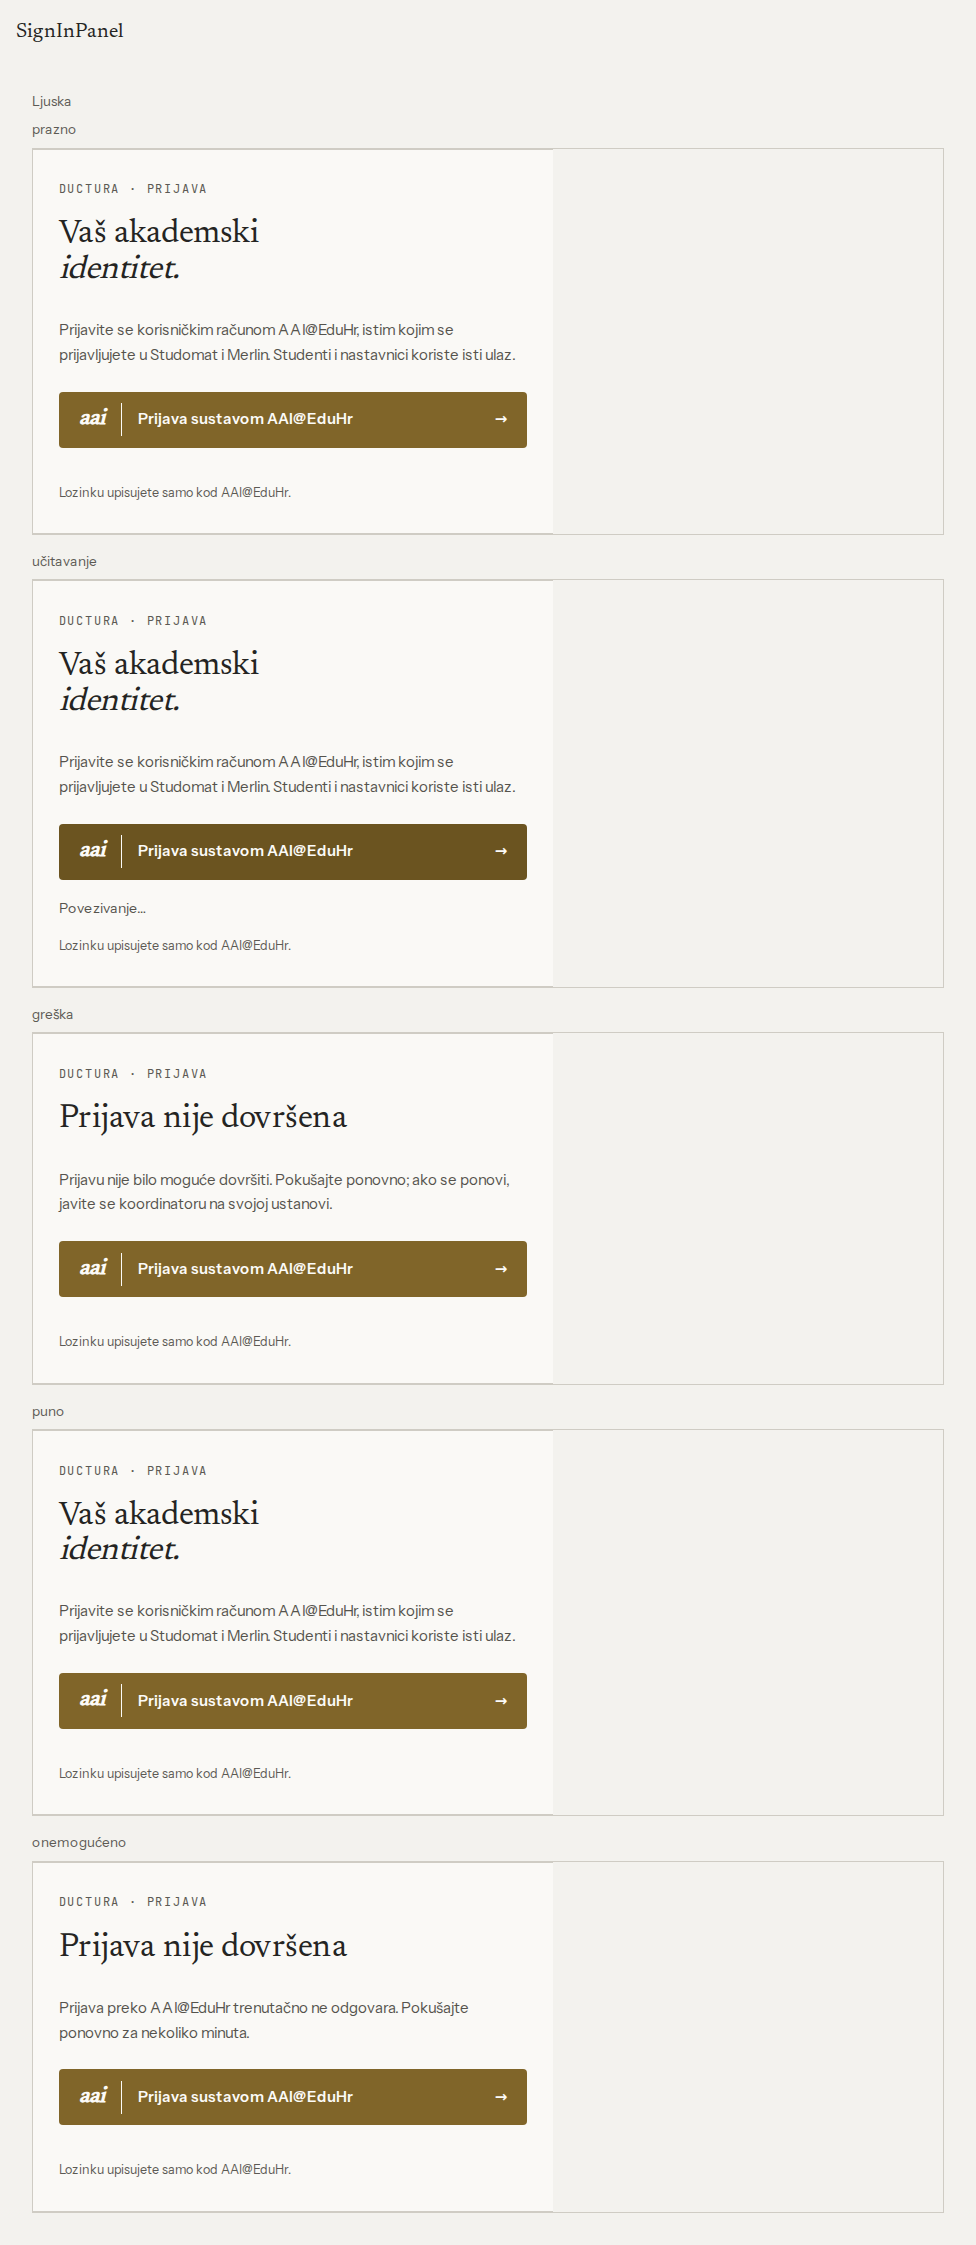 SignInPanel
Ljuska
prazno
DUCTURA · PRIJAVA
Vaš akademski
identitet.
Prijavite se korisničkim računom AAI@EduHr, istim kojim se
prijavljujete u Studomat i Merlin. Studenti i nastavnici koriste isti ulaz.
aai | Prijava sustavom AAI@EduHr →
Lozinku upisujete samo kod AAI@EduHr.
učitavanje
DUCTURA · PRIJAVA
Vaš akademski
identitet.
Prijavite se korisničkim računom AAI@EduHr, istim kojim se
prijavljujete u Studomat i Merlin. Studenti i nastavnici koriste isti ulaz.
aai | Prijava sustavom AAI@EduHr →
Povezivanje…
Lozinku upisujete samo kod AAI@EduHr.
greška
DUCTURA · PRIJAVA
Prijava nije dovršena
Prijavu nije bilo moguće dovršiti. Pokušajte ponovno; ako se ponovi,
javite se koordinatoru na svojoj ustanovi.
aai | Prijava sustavom AAI@EduHr →
Lozinku upisujete samo kod AAI@EduHr.
puno
DUCTURA · PRIJAVA
Vaš akademski
identitet.
Prijavite se korisničkim računom AAI@EduHr, istim kojim se
prijavljujete u Studomat i Merlin. Studenti i nastavnici koriste isti ulaz.
aai | Prijava sustavom AAI@EduHr →
Lozinku upisujete samo kod AAI@EduHr.
onemogućeno
DUCTURA · PRIJAVA
Prijava nije dovršena
Prijava preko AAI@EduHr trenutačno ne odgovara. Pokušajte
ponovno za nekoliko minuta.
aai | Prijava sustavom AAI@EduHr →
Lozinku upisujete samo kod AAI@EduHr.